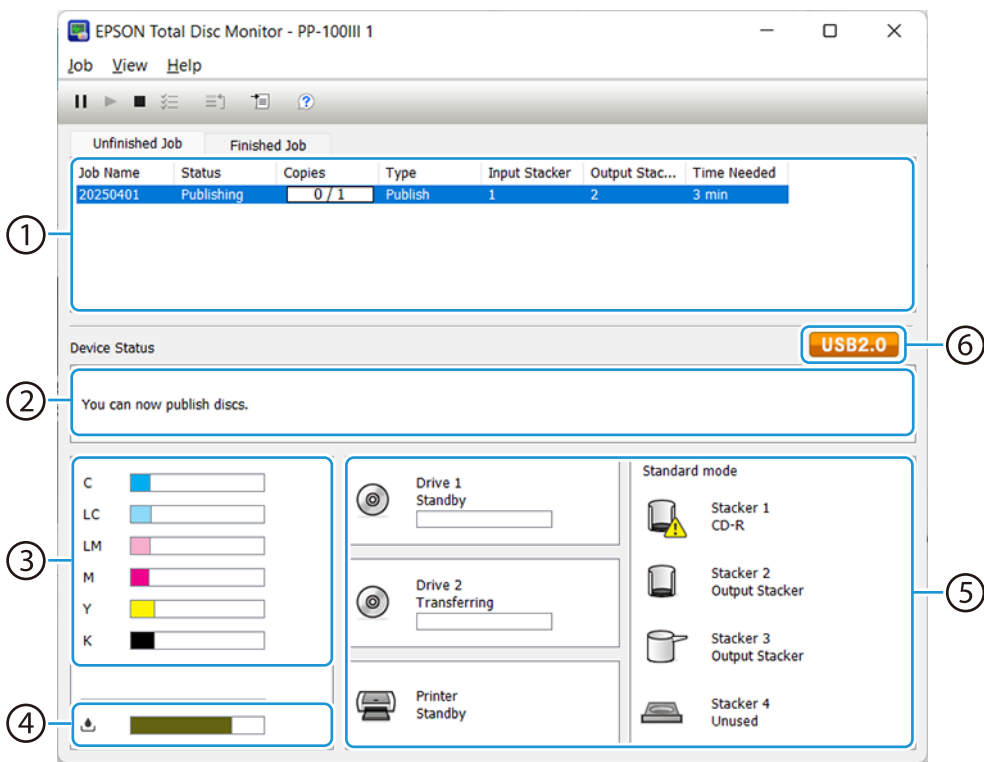 EPSON Total Disc Monitor - PP-100III 1
Job View Help
Unfinished Job Finished Job
Job Name Status Copies Type Input Stacker Output Stac... Time Needed
20250401 Publishing 0 / 1 Publish 1 2 3 min
1
Device Status
USB2.0
6
2
You can now publish discs.
3
C
LC
LM
M
Y
K
4
Drive 1
Standby
Drive 2
Transferring
Printer
Standby
Standard mode
Stacker 1
CD-R
Stacker 2
Output Stacker
Stacker 3
Output Stacker
Stacker 4
Unused
5